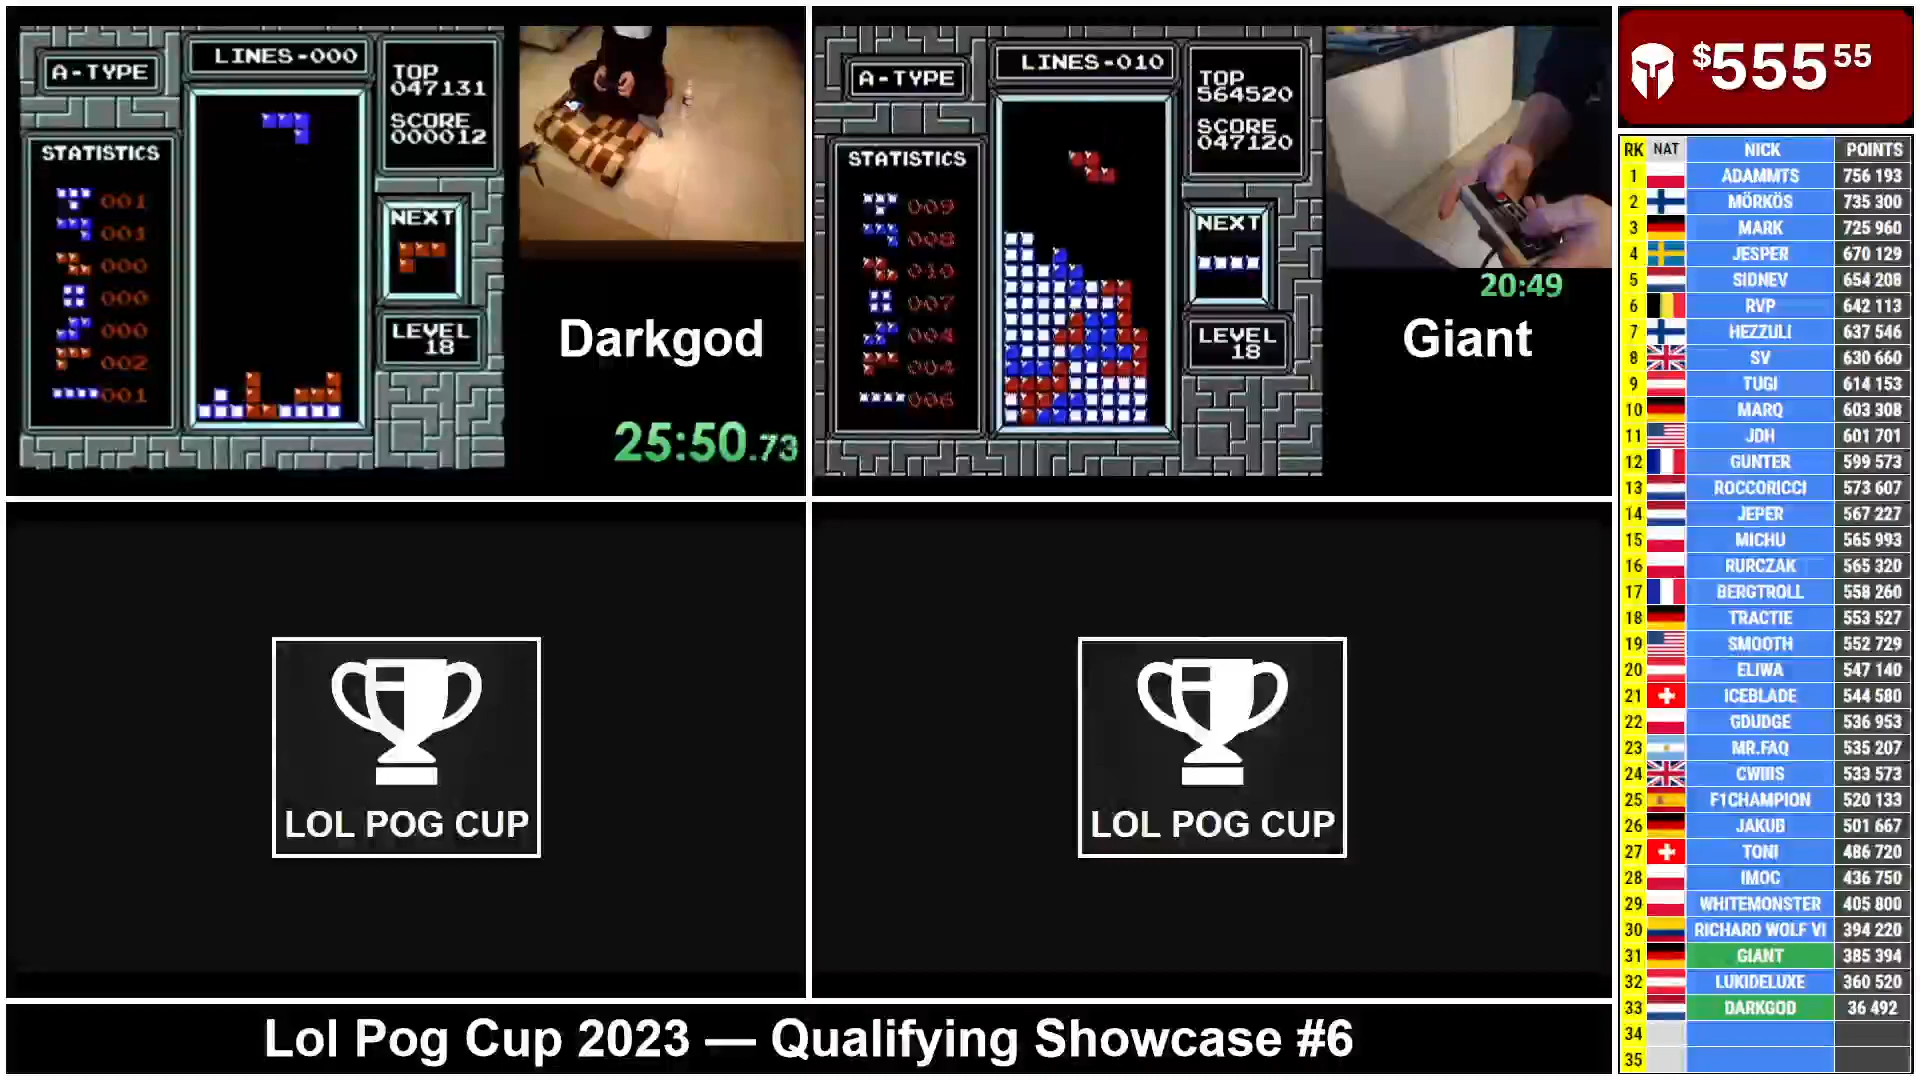 A-TYPE
LINES-000
TOP
047131
SCORE
000012
STATISTICS
001
001
000
000
000
002
001
NEXT
LEVEL
18
Darkgod
25:50.73
A-TYPE
LINES-010
TOP
564520
SCORE
047120
STATISTICS
009
008
010
007
004
004
006
NEXT
LEVEL
18
20:49
Giant
LOL POG CUP
LOL POG CUP
Lol Pog Cup 2023 — Qualifying Showcase #6
$555 55
RK NAT NICK POINTS
1 ADAMMTS 756 193
2 MÖRKÖS 735 300
3 MARK 725 960
4 JESPER 670 129
5 SIDNEV 654 208
6 RVP 642 113
7 HEZZULI 637 546
8 SV 630 660
9 TUGI 614 153
10 MARQ 603 308
11 JDH 601 701
12 GUNTER 599 573
13 ROCCORICCI 573 607
14 JEPER 567 227
15 MICHU 565 993
16 RURCZAK 565 320
17 BERGTROLL 558 260
18 TRACTIE 553 527
19 SMOOTH 552 729
20 ELIWA 547 140
21 ICEBLADE 544 580
22 GDUDGE 536 953
23 MR.FAQ 535 207
24 CWIIIS 533 573
25 F1CHAMPION 520 133
26 JAKUB 501 667
27 TONI 486 720
28 IMOC 436 750
29 WHITEMONSTER 405 800
30 RICHARD WOLF VI 394 220
31 GIANT 385 394
32 LUKIDELUXE 360 520
33 DARKGOD 36 492
34
35